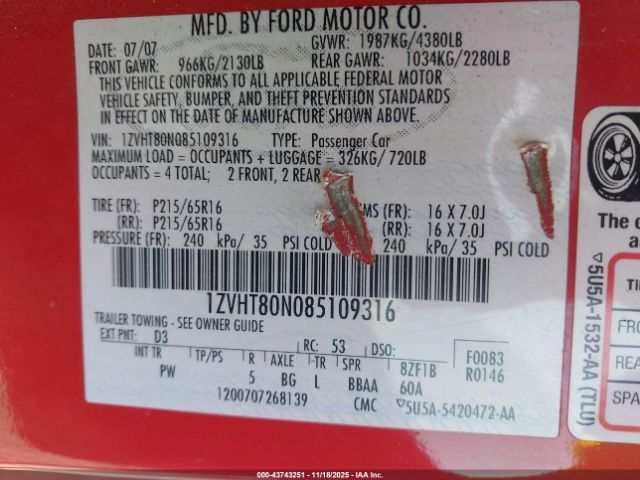 MFD. BY FORD MOTOR CO.
DATE: 07/07 GVWR: 1987KG/4380LB
FRONT GAWR: 966KG/2130LB REAR GAWR: 1034KG/2280LB
THIS VEHICLE CONFORMS TO ALL APPLICABLE FEDERAL MOTOR
VEHICLE SAFETY, BUMPER, AND THEFT PREVENTION STANDARDS
IN EFFECT ON THE DATE OF MANUFACTURE SHOWN ABOVE.
VIN: 1ZVHT80N085109316 TYPE: Passenger Car
MAXIMUM LOAD = OCCUPANTS + LUGGAGE = 326KG/720LB
OCCUPANTS = 4 TOTAL; 2 FRONT, 2 REAR
TIRE (FR): P215/65R16 MS (FR): 16 X 7.0J
(RR): P215/65R16 (RR): 16 X 7.0J
PRESSURE (FR): 240 kPa/ 35 PSI COLD 240 kPa/ 35 PSI COLD
1ZVHT80N085109316
TRAILER TOWING - SEE OWNER GUIDE
EXT PNT: D3 RC: 53 DSO: F0083
INT TR TP/PS R AXLE TR SPR 8ZF1B R0146
PW 5 BG L BBAA 60A
1200707268139 CMC ▽5U5A-5420472-AA
The
▽5U5A-1532-AA (TLU)
FRO
REA
SPA
00-43743251 - 11/18/2025 - IAA Inc.